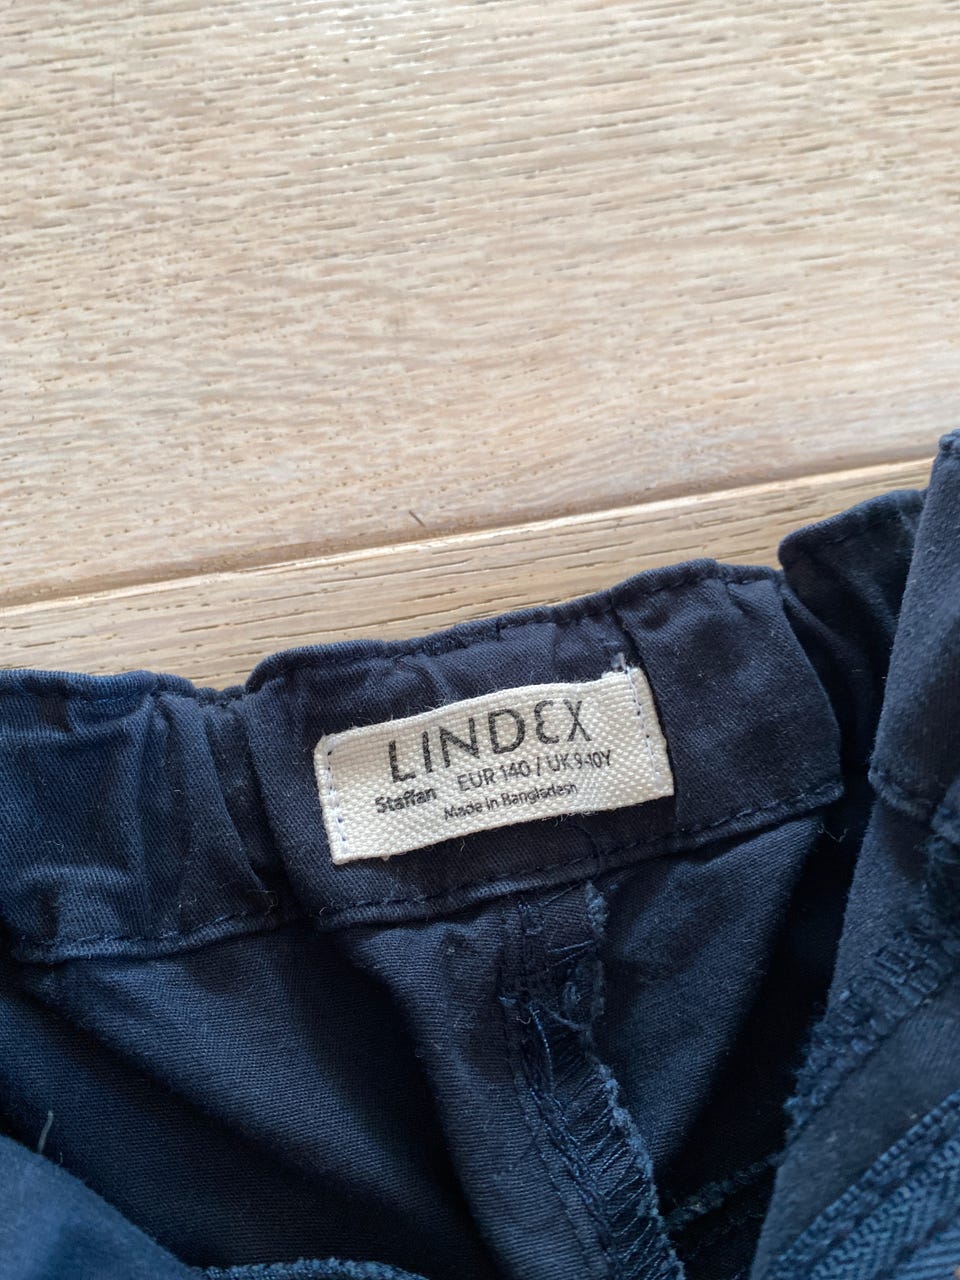 LINDEX
Staffan EUR 140 / UK 9-10Y
Made in Bangladesh